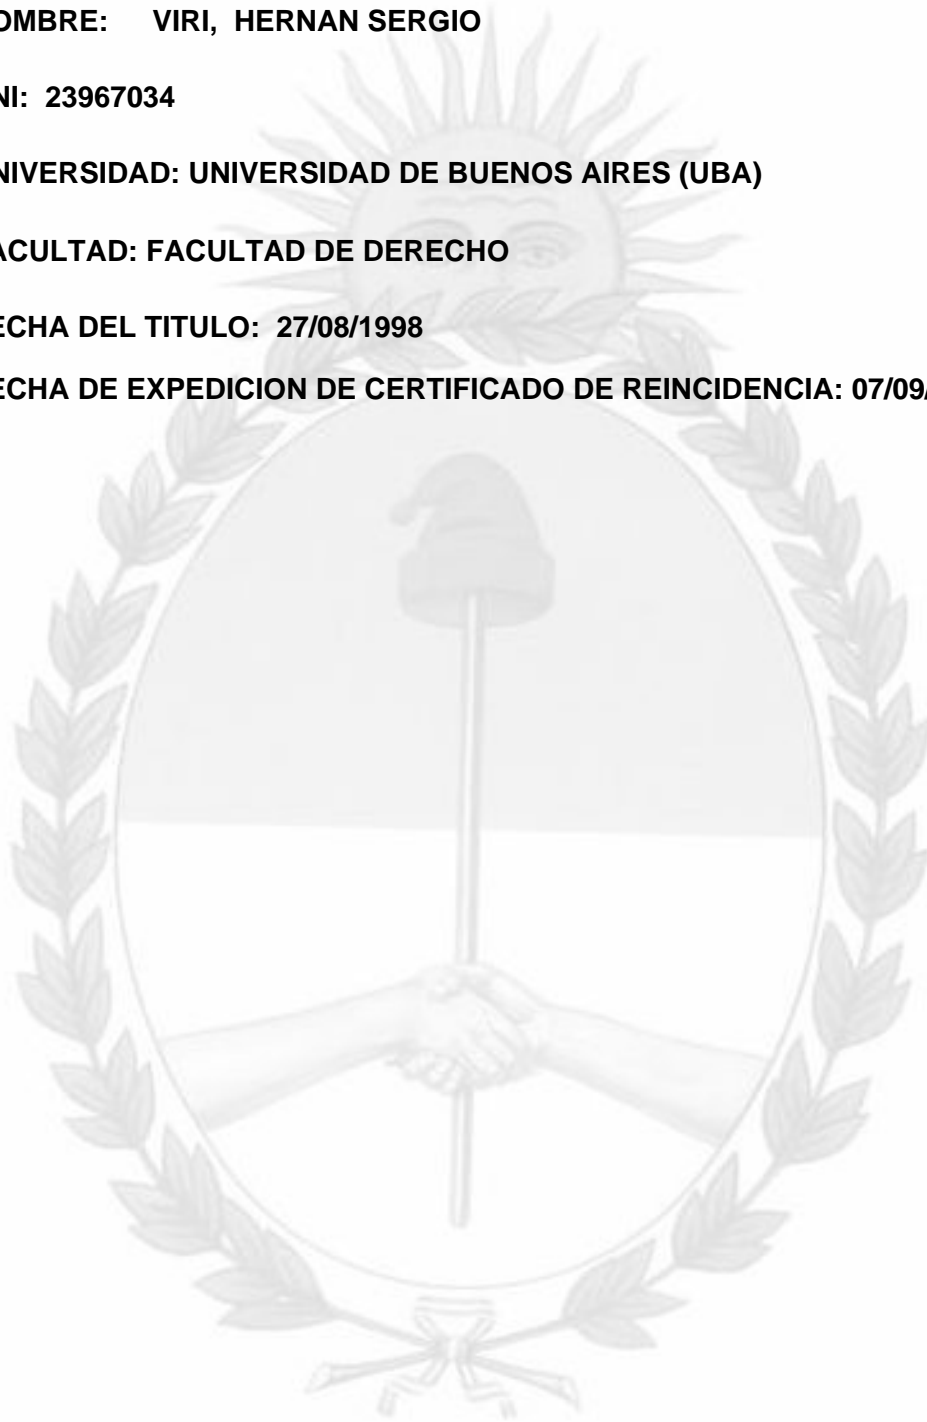 OMBRE: VIRI, HERNAN SERGIO
NI: 23967034
NIVERSIDAD: UNIVERSIDAD DE BUENOS AIRES (UBA)
ACULTAD: FACULTAD DE DERECHO
ECHA DEL TITULO: 27/08/1998
ECHA DE EXPEDICION DE CERTIFICADO DE REINCIDENCIA: 07/09/